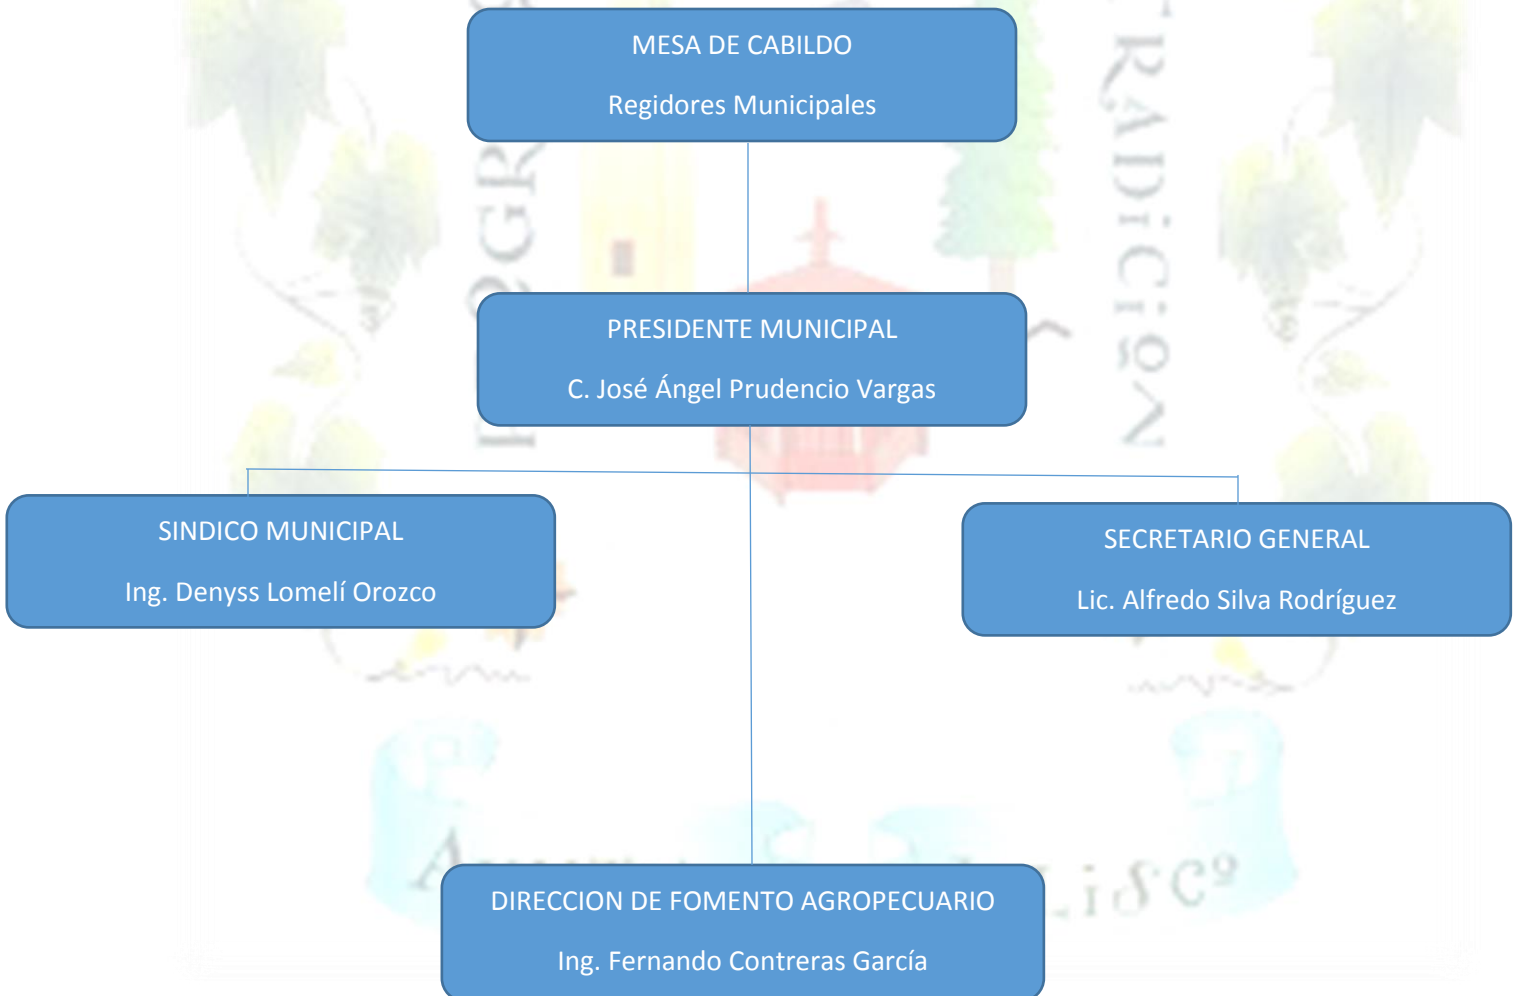 MESA DE CABILDO
Regidores Municipales
TRADICIÓN
PRESIDENTE MUNICIPAL
C. José Ángel Prudencio Vargas
SINDICO MUNICIPAL
Ing. Denyss Lomelí Orozco
SECRETARIO GENERAL
Lic. Alfredo Silva Rodríguez
DIRECCION DE FOMENTO AGROPECUARIO
Ing. Fernando Contreras García